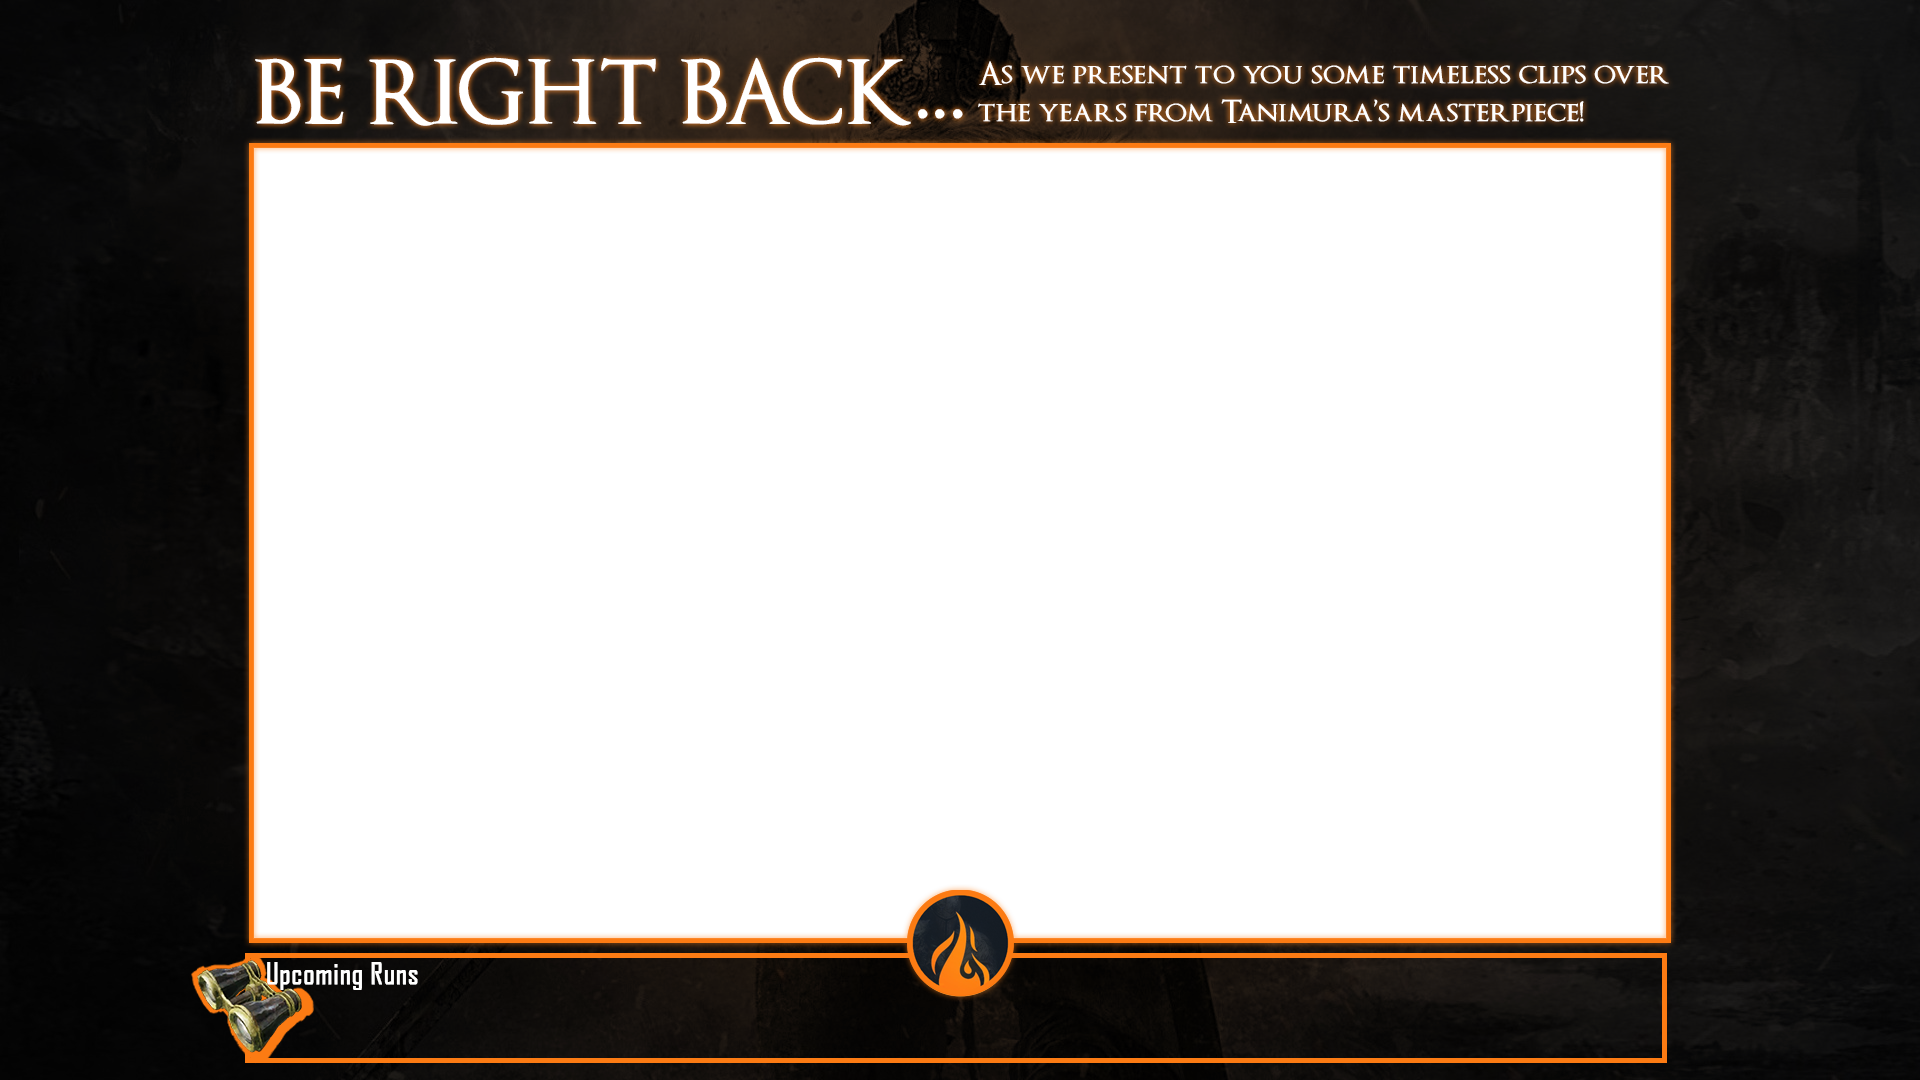 BE RIGHT BACK...
As we present to you some timeless clips over
the years from Tanimura's masterpiece!
Upcoming Runs